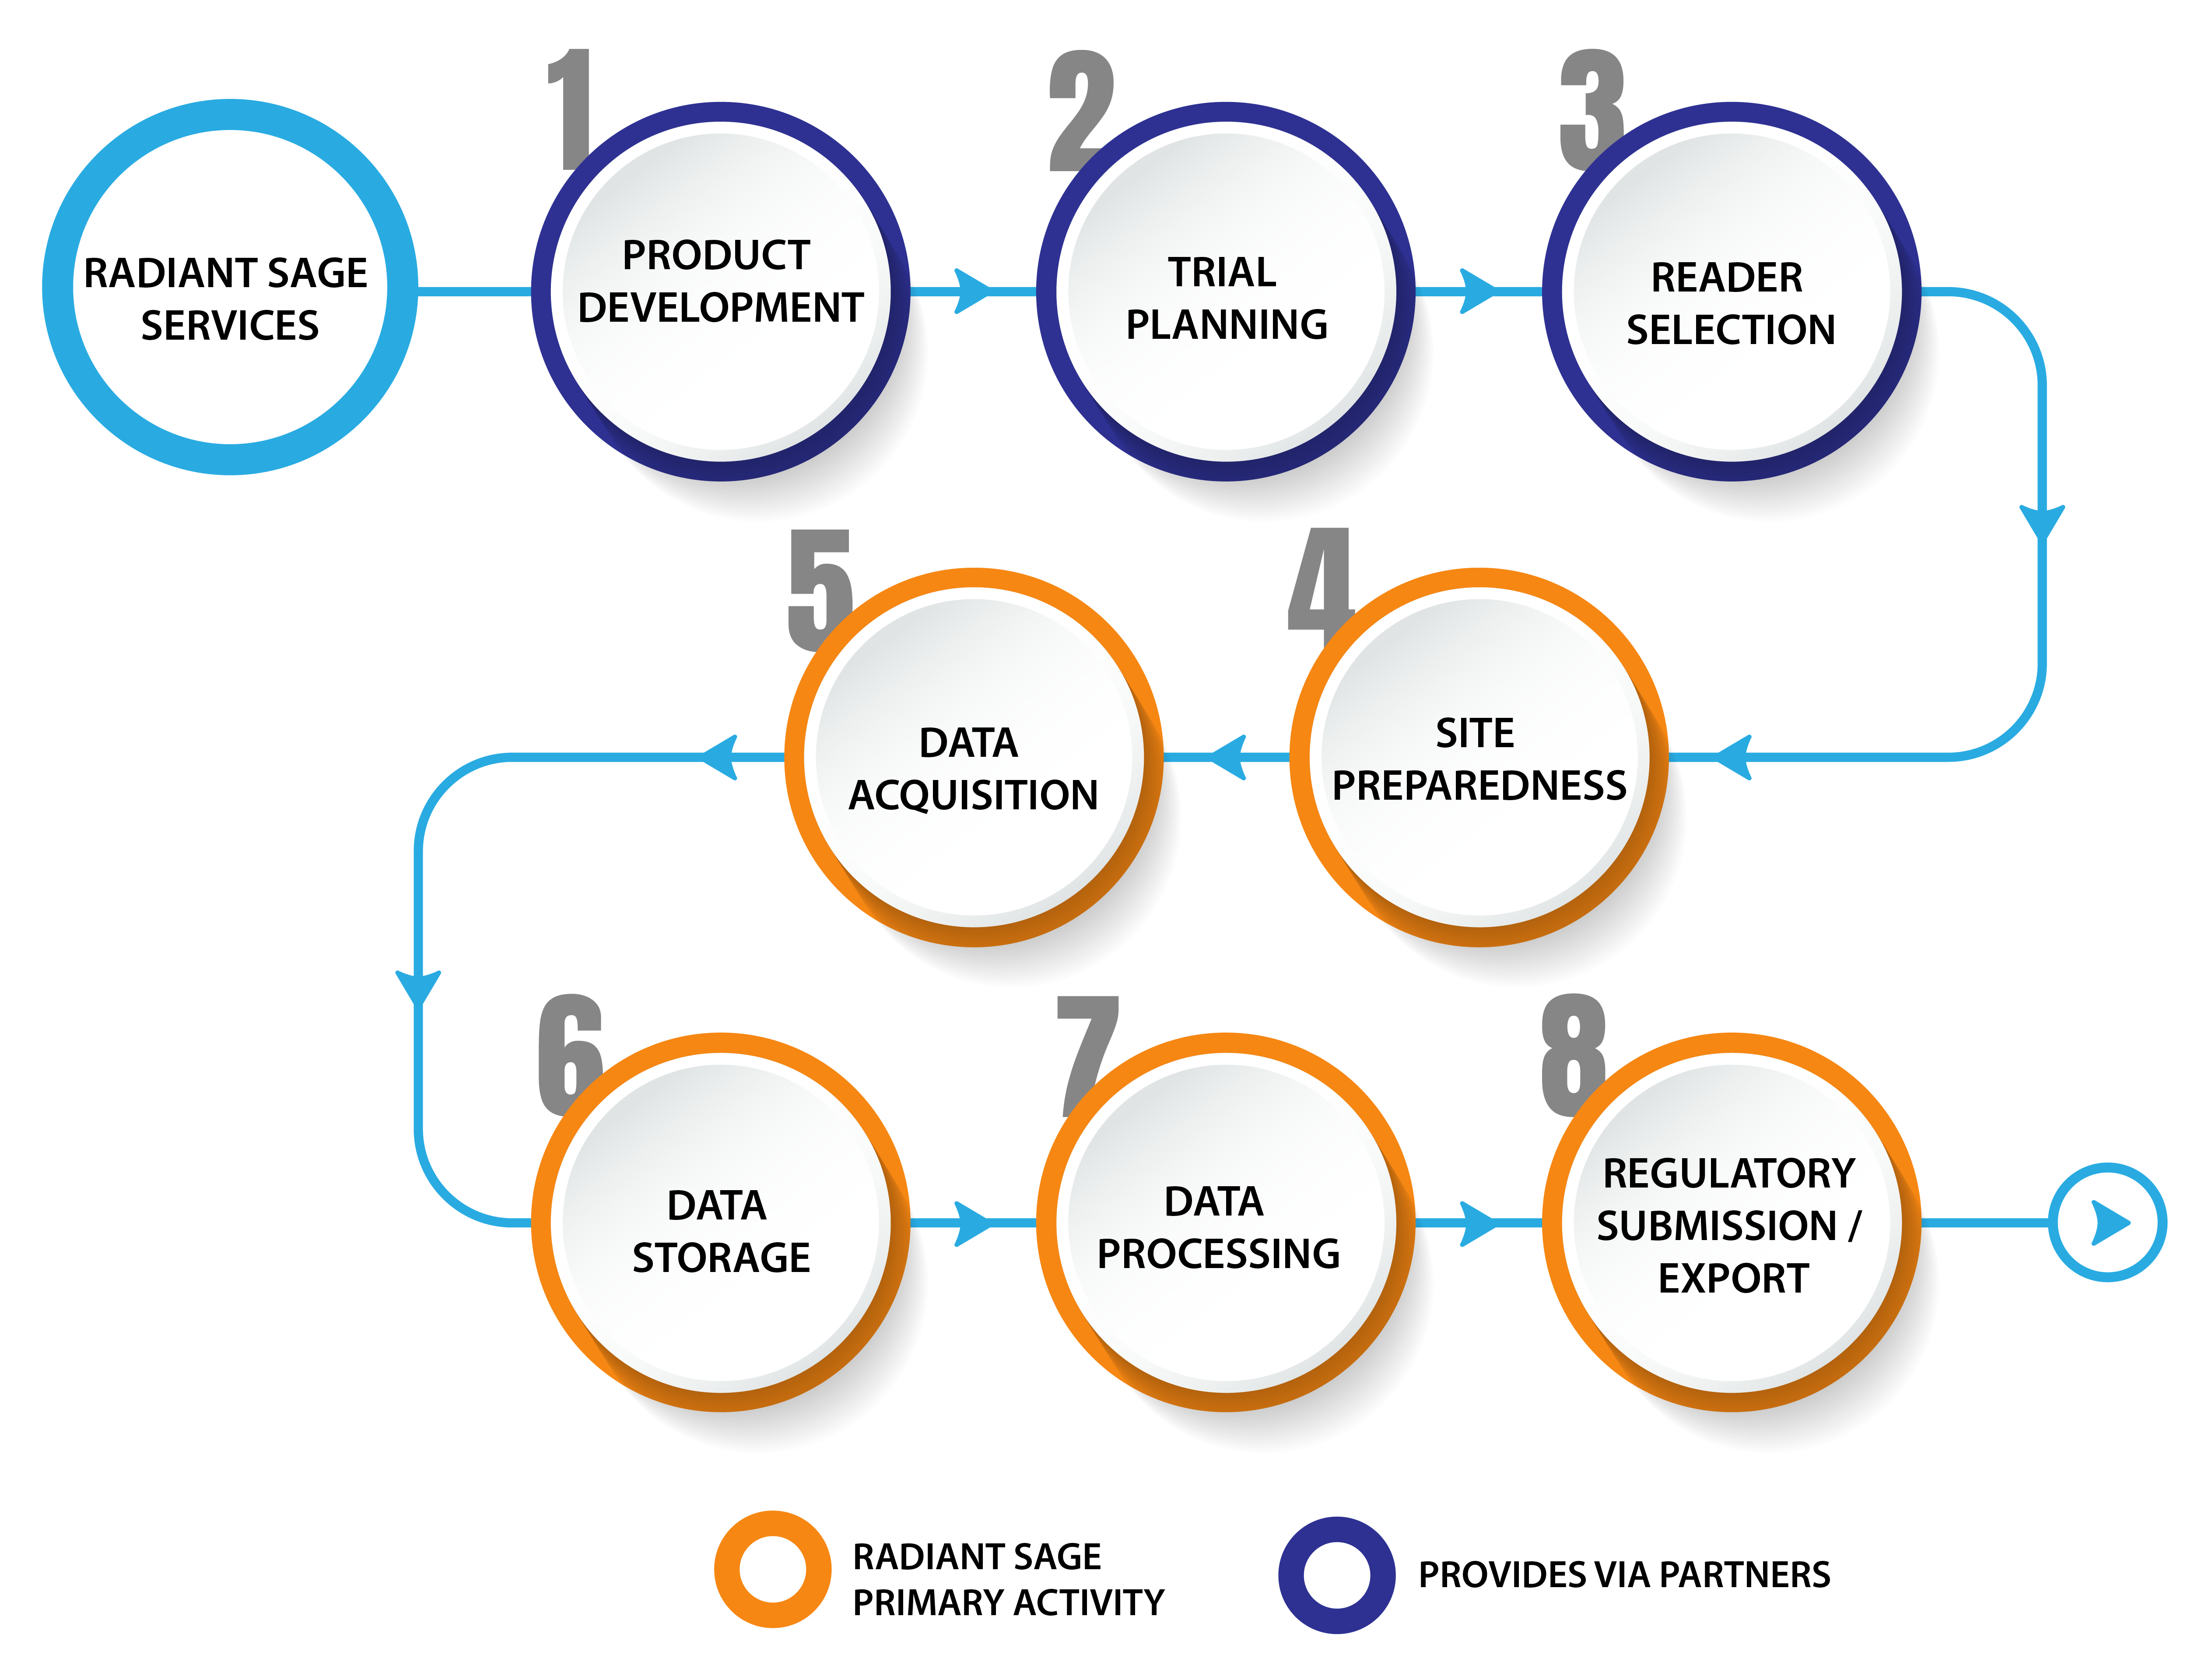 RADIANT SAGE
SERVICES
1
PRODUCT
DEVELOPMENT
2
TRIAL
PLANNING
3
READER
SELECTION
4
SITE
PREPAREDNESS
5
DATA
ACQUISITION
6
DATA
STORAGE
7
DATA
PROCESSING
8
REGULATORY
SUBMISSION /
EXPORT
RADIANT SAGE
PRIMARY ACTIVITY
PROVIDES VIA PARTNERS